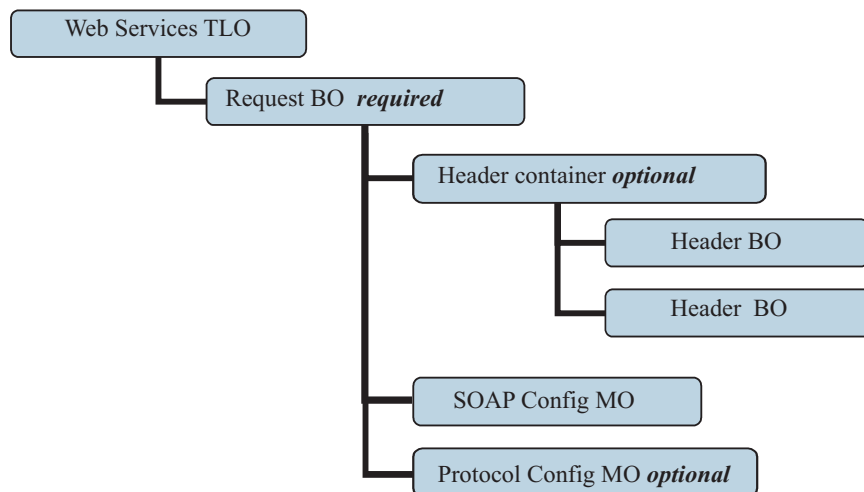 Web Services TLO
Request BO required
Header container optional
Header BO
Header BO
SOAP Config MO
Protocol Config MO optional